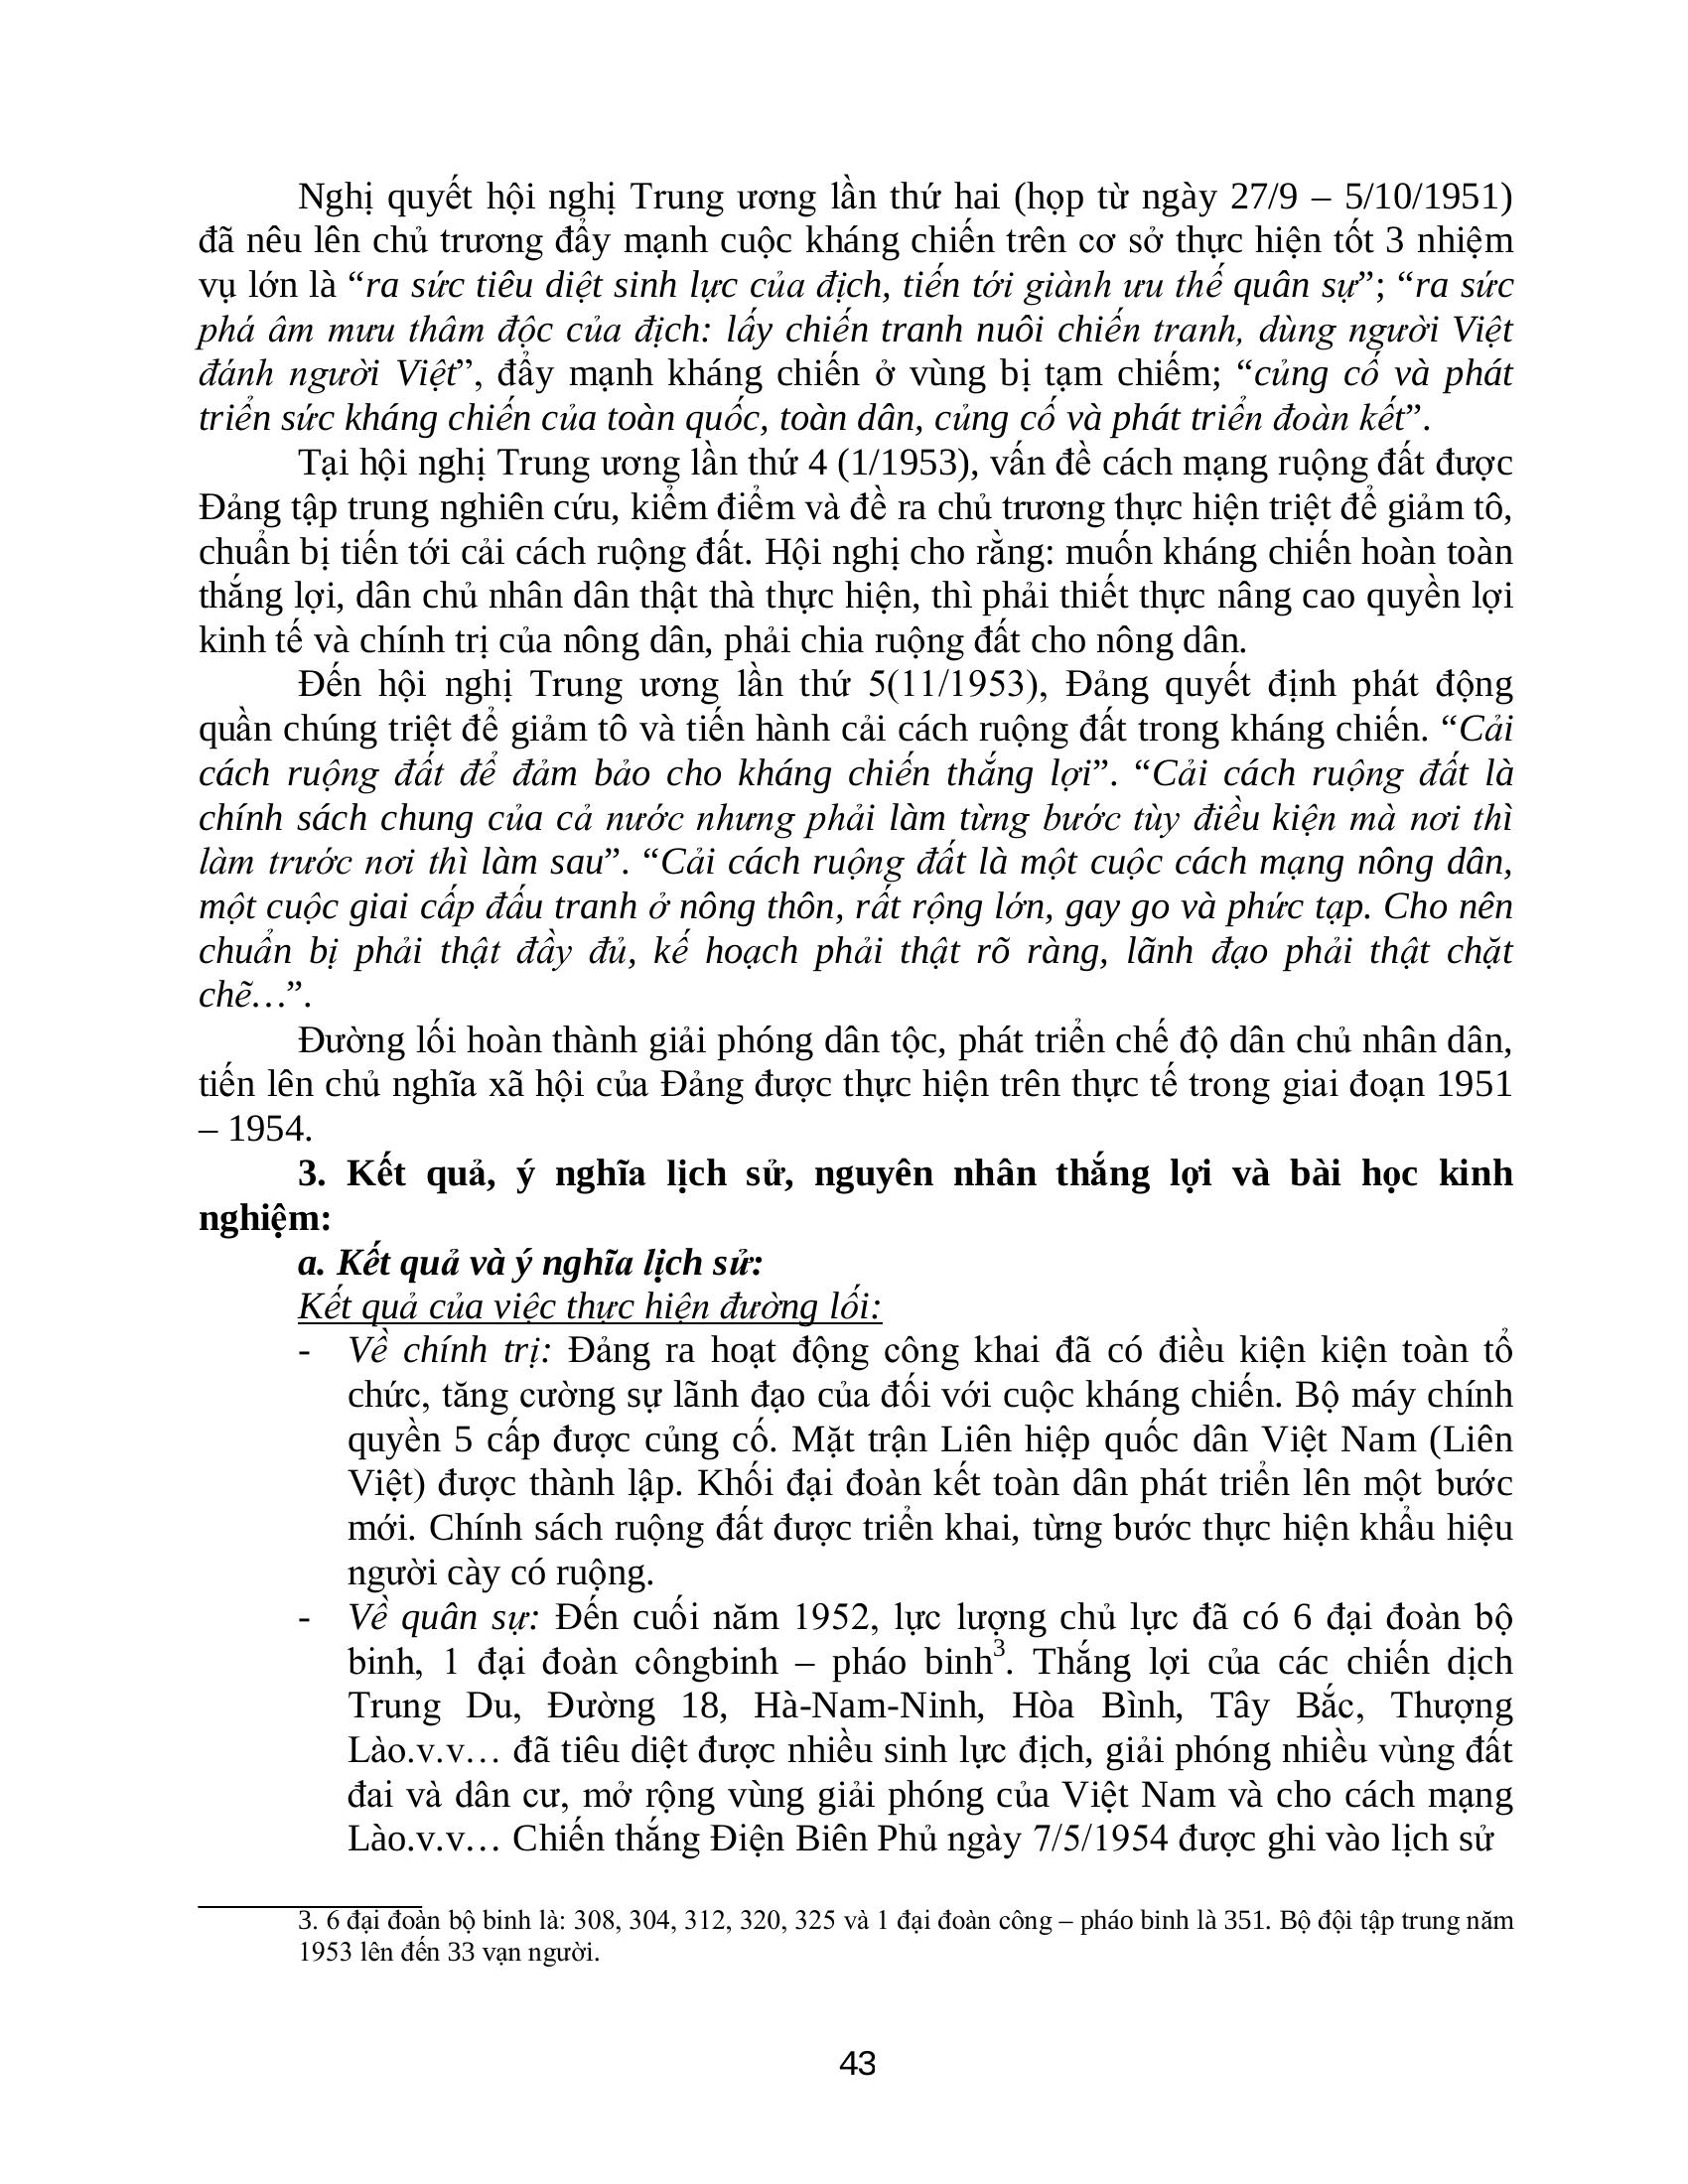 Nghị quyết hội nghị Trung ương lần thứ hai (họp từ ngày 27/9 – 5/10/1951)
đã nêu lên chủ trương đẩy mạnh cuộc kháng chiến trên cơ sở thực hiện tốt 3 nhiệm
vụ lớn là “ra sức tiêu diệt sinh lực của địch, tiến tới giành ưu thế quân sự”; “ra sức
phá âm mưu thâm độc của địch: lấy chiến tranh nuôi chiến tranh, dùng người Việt
đánh người Việt”, đẩy mạnh kháng chiến ở vùng bị tạm chiếm; “củng cố và phát
triển sức kháng chiến của toàn quốc, toàn dân, củng cố và phát triển đoàn kết”.
Tại hội nghị Trung ương lần thứ 4 (1/1953), vấn đề cách mạng ruộng đất được
Đảng tập trung nghiên cứu, kiểm điểm và đề ra chủ trương thực hiện triệt để giảm tô,
chuẩn bị tiến tới cải cách ruộng đất. Hội nghị cho rằng: muốn kháng chiến hoàn toàn
thắng lợi, dân chủ nhân dân thật thà thực hiện, thì phải thiết thực nâng cao quyền lợi
kinh tế và chính trị của nông dân, phải chia ruộng đất cho nông dân.
Đến hội nghị Trung ương lần thứ 5(11/1953), Đảng quyết định phát động
quần chúng triệt để giảm tô và tiến hành cải cách ruộng đất trong kháng chiến. “Cải
cách ruộng đất để đảm bảo cho kháng chiến thắng lợi”. “Cải cách ruộng đất là
chính sách chung của cả nước nhưng phải làm từng bước tùy điều kiện mà nơi thì
làm trước nơi thì làm sau”. “Cải cách ruộng đất là một cuộc cách mạng nông dân,
một cuộc giai cấp đấu tranh ở nông thôn, rất rộng lớn, gay go và phức tạp. Cho nên
chuẩn bị phải thật đầy đủ, kế hoạch phải thật rõ ràng, lãnh đạo phải thật chặt
chẽ…”.
Đường lối hoàn thành giải phóng dân tộc, phát triển chế độ dân chủ nhân dân,
tiến lên chủ nghĩa xã hội của Đảng được thực hiện trên thực tế trong giai đoạn 1951
– 1954.
3. Kết quả, ý nghĩa lịch sử, nguyên nhân thắng lợi và bài học kinh
nghiệm:
a. Kết quả và ý nghĩa lịch sử:
Kết quả của việc thực hiện đường lối:
- Về chính trị: Đảng ra hoạt động công khai đã có điều kiện kiện toàn tổ
chức, tăng cường sự lãnh đạo của đối với cuộc kháng chiến. Bộ máy chính
quyền 5 cấp được củng cố. Mặt trận Liên hiệp quốc dân Việt Nam (Liên
Việt) được thành lập. Khối đại đoàn kết toàn dân phát triển lên một bước
mới. Chính sách ruộng đất được triển khai, từng bước thực hiện khẩu hiệu
người cày có ruộng.
- Về quân sự: Đến cuối năm 1952, lực lượng chủ lực đã có 6 đại đoàn bộ
binh, 1 đại đoàn côngbinh – pháo binh3. Thắng lợi của các chiến dịch
Trung Du, Đường 18, Hà-Nam-Ninh, Hòa Bình, Tây Bắc, Thượng
Lào.v.v… đã tiêu diệt được nhiều sinh lực địch, giải phóng nhiều vùng đất
đai và dân cư, mở rộng vùng giải phóng của Việt Nam và cho cách mạng
Lào.v.v… Chiến thắng Điện Biên Phủ ngày 7/5/1954 được ghi vào lịch sử
3. 6 đại đoàn bộ binh là: 308, 304, 312, 320, 325 và 1 đại đoàn công – pháo binh là 351. Bộ đội tập trung năm
1953 lên đến 33 vạn người.
43